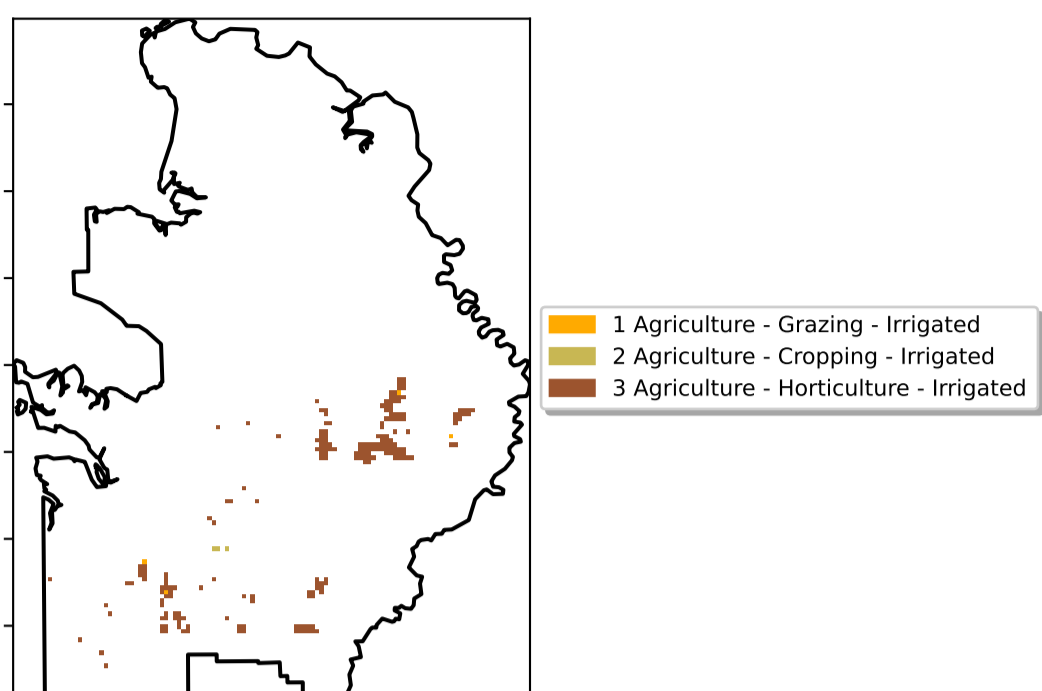 1 Agriculture - Grazing - Irrigated
2 Agriculture - Cropping - Irrigated
3 Agriculture - Horticulture - Irrigated